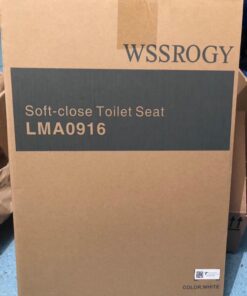 WSSROGY
Soft-close Toilet Seat
LMA0916
COLOR:WHITE